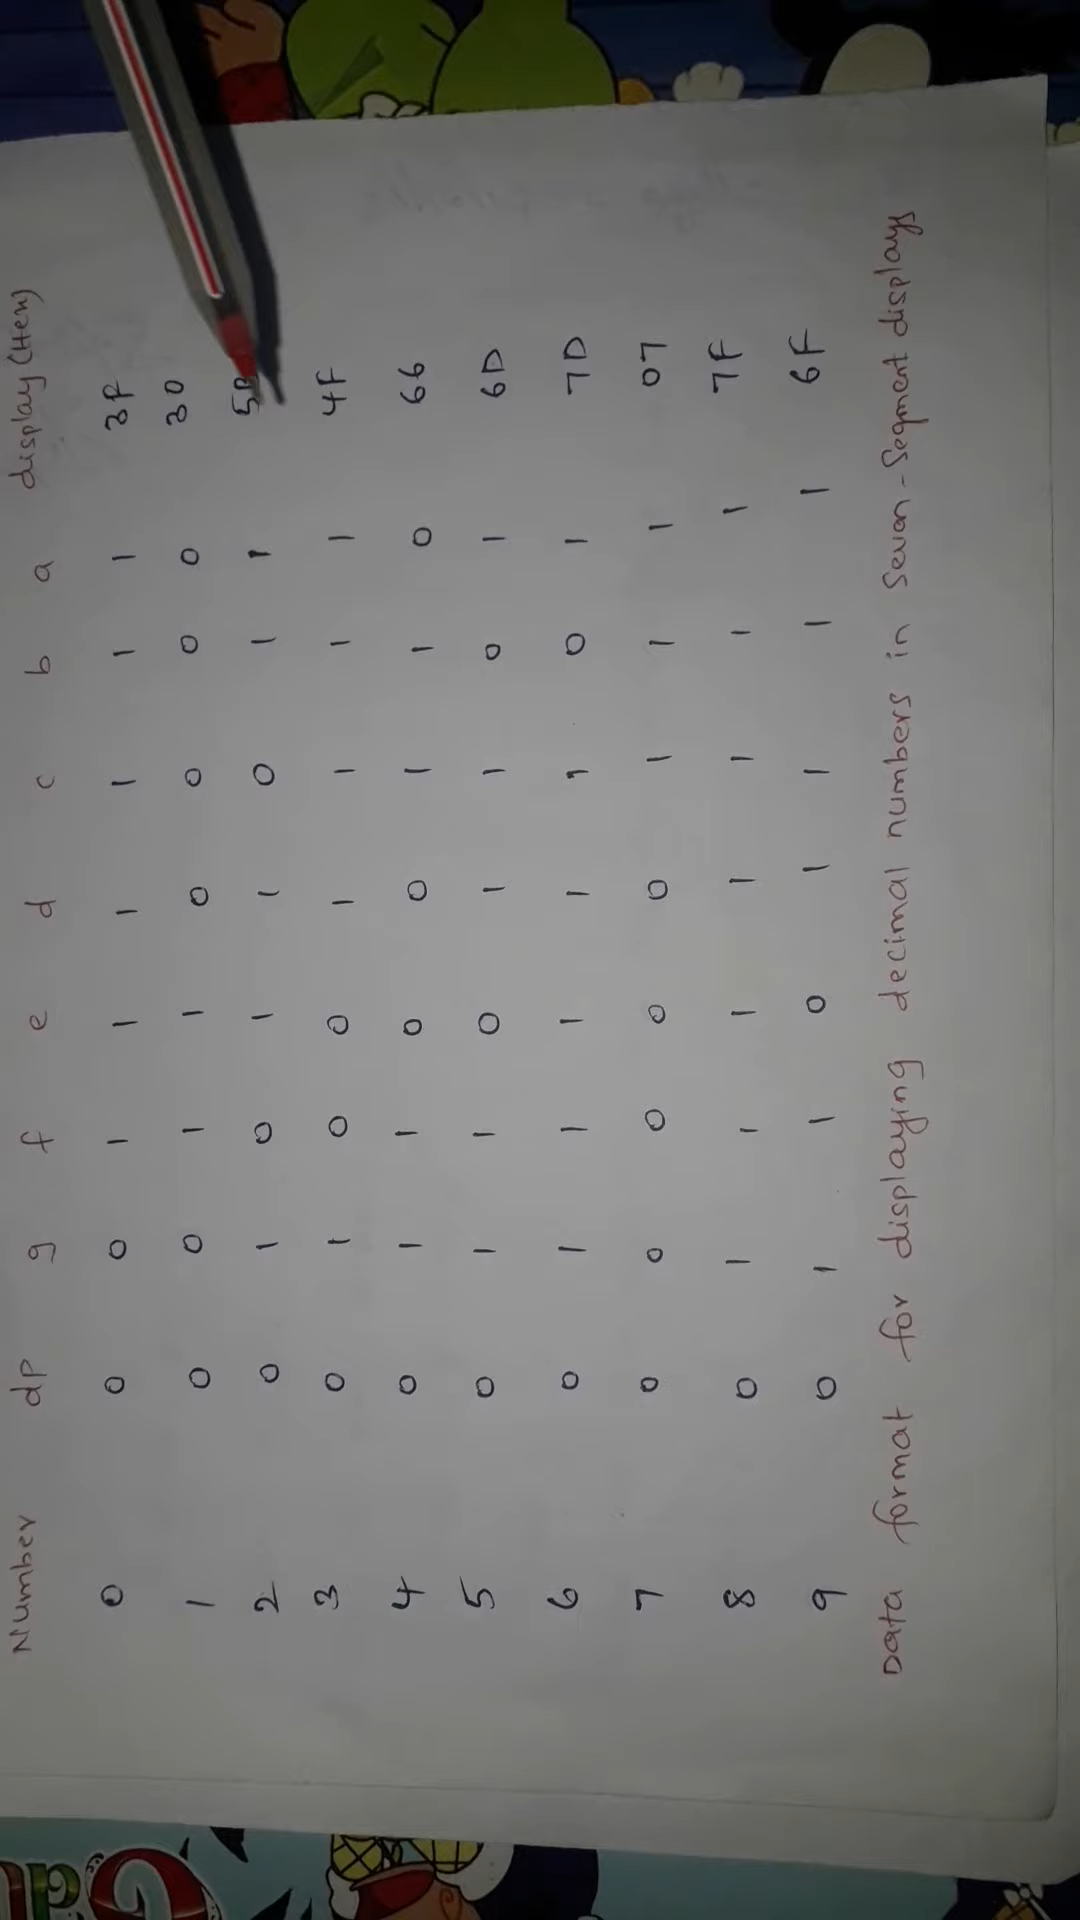 Number dp g f e d c b a display (Hex)
0 0 0 1 1 1 1 1 1 3F
1 0 0 1 1 0 0 0 0 30
2 0 1 0 1 1 0 1 1
3 0 1 0 0 1 1 1 1 4F
4 0 1 1 0 0 1 1 0 66
5 0 1 1 0 1 1 0 1 6D
6 0 1 1 1 1 1 0 1 7D
7 0 0 0 0 0 1 1 1 07
8 0 1 1 1 1 1 1 1 7F
9 0 1 1 0 1 1 1 1 6F
Data format for displaying decimal numbers in Seven-Segment displays